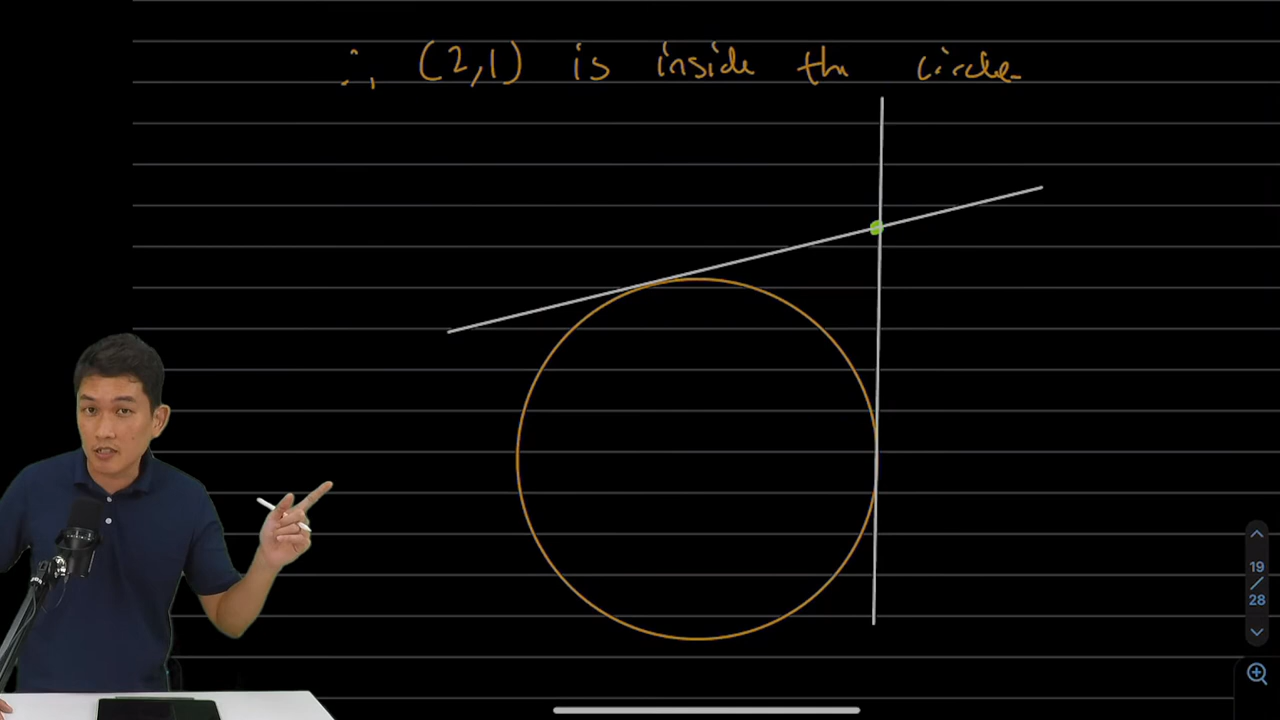 ∴ (2,1) is inside the circle.
19
/
28